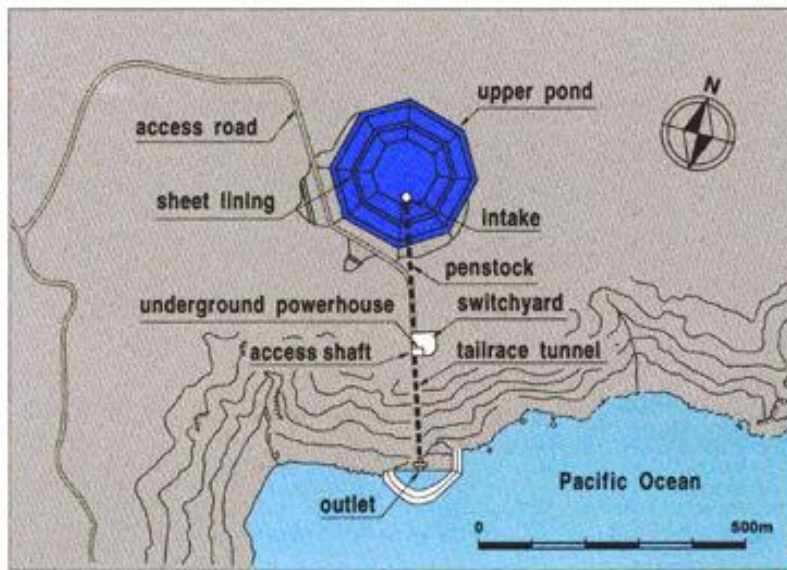 N
upper pond
access road
sheet lining
intake
penstock
underground powerhouse
switchyard
access shaft
tailrace tunnel
Pacific Ocean
outlet
0
500m